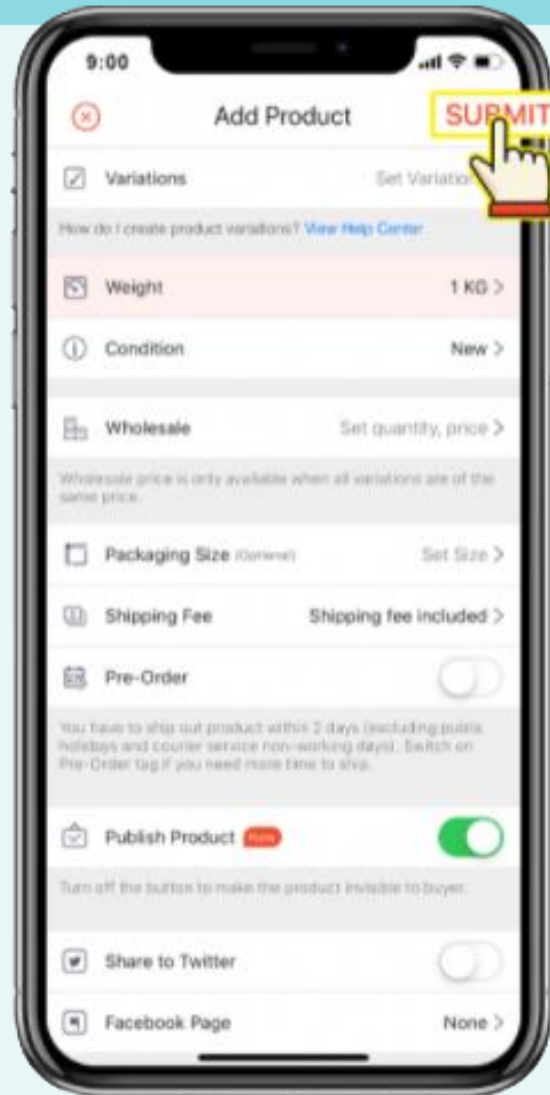 9:00
Add Product
SUBMIT
Variations
Set Variation
How do I create product variations? View Help Center
Weight
1 KG >
Condition
New >
Wholesale
Set quantity, price >
Wholesale price is only available when all variations are of the
same price.
Packaging Size (Optional)
Set Size >
Shipping Fee
Shipping fee included >
Pre-Order
You have to ship out product within 2 days (excluding public
holidays and courier service non-working days). Switch on
Pre-Order tag if you need more time to ship.
Publish Product New
Turn off the button to make the product invisible to buyer.
Share to Twitter
Facebook Page
None >